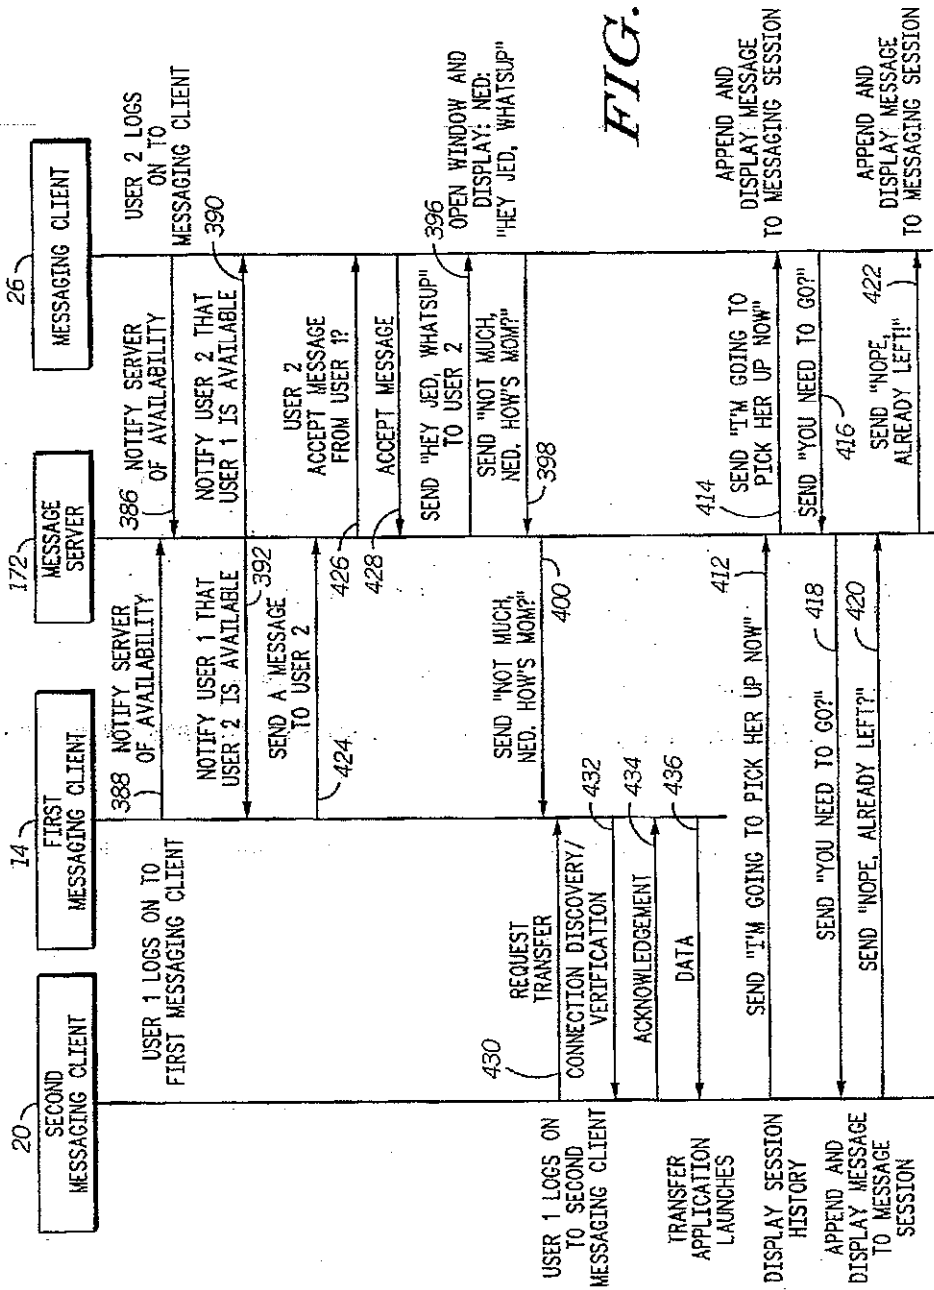 20
SECOND
MESSAGING CLIENT
14
FIRST
MESSAGING CLIENT
172
MESSAGE
SERVER
26
MESSAGING CLIENT
USER 1 LOGS ON TO
FIRST MESSAGING CLIENT
388
NOTIFY SERVER
OF AVAILABILITY
386
NOTIFY SERVER
OF AVAILABILITY
USER 2 LOGS
ON TO
MESSAGING CLIENT
NOTIFY USER 1 THAT
USER 2 IS AVAILABLE
392
NOTIFY USER 2 THAT
USER 1 IS AVAILABLE
390
SEND A MESSAGE
TO USER 2
424
USER 2
ACCEPT MESSAGE
FROM USER 1?
426
ACCEPT MESSAGE
428
SEND "HEY JED, WHATSUP"
TO USER 2
396
OPEN WINDOW AND
DISPLAY: NED:
"HEY JED, WHATSUP"
SEND "NOT MUCH,
NED. HOW'S MOM?"
398
SEND "NOT MUCH,
NED. HOW'S MOM?"
400
USER 1 LOGS ON
TO SECOND
MESSAGING CLIENT
REQUEST
TRANSFER
430
CONNECTION DISCOVERY/
VERIFICATION
432
ACKNOWLEDGEMENT
434
DATA
436
TRANSFER
APPLICATION
LAUNCHES
FIG.
DISPLAY SESSION
HISTORY
SEND "I'M GOING TO PICK HER UP NOW"
412
SEND "I'M GOING TO
PICK HER UP NOW"
414
APPEND AND
DISPLAY MESSAGE
TO MESSAGING SESSION
SEND "YOU NEED TO GO?"
416
SEND "YOU NEED TO GO?"
418
APPEND AND
DISPLAY MESSAGE
TO MESSAGE
SESSION
SEND "NOPE, ALREADY LEFT?"
420
SEND "NOPE,
ALREADY LEFT!"
422
APPEND AND
DISPLAY MESSAGE
TO MESSAGING SESSION